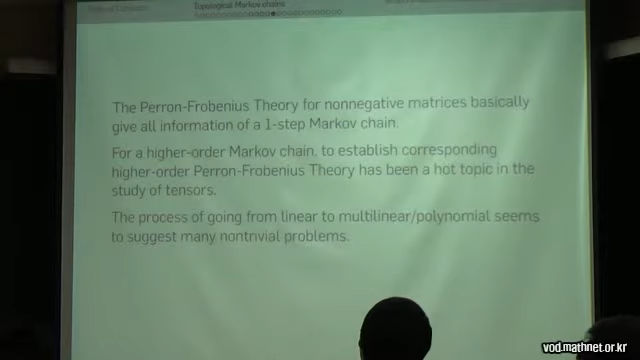 Table of Contents
Topological Markov chains
The Perron-Frobenius Theory for nonnegative matrices basically
give all information of a 1-step Markov chain.
For a higher-order Markov chain, to establish corresponding
higher-order Perron-Frobenius Theory has been a hot topic in the
study of tensors.
The process of going from linear to multilinear/polynomial seems
to suggest many nontrivial problems.
vod.mathnet.or.kr